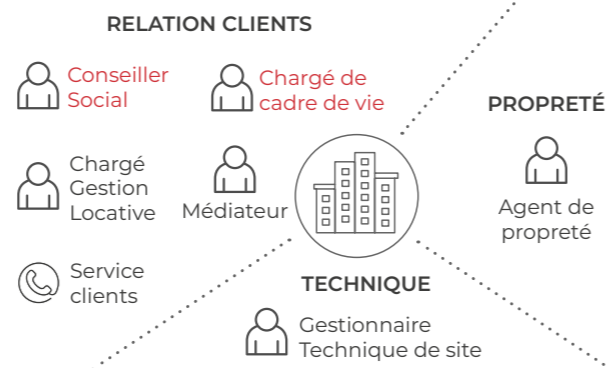 RELATION CLIENTS
Conseiller
Social
Chargé de
cadre de vie
Chargé
Gestion
Locative
Médiateur
Service
clients
PROPRETÉ
Agent de
propreté
TECHNIQUE
Gestionnaire
Technique de site